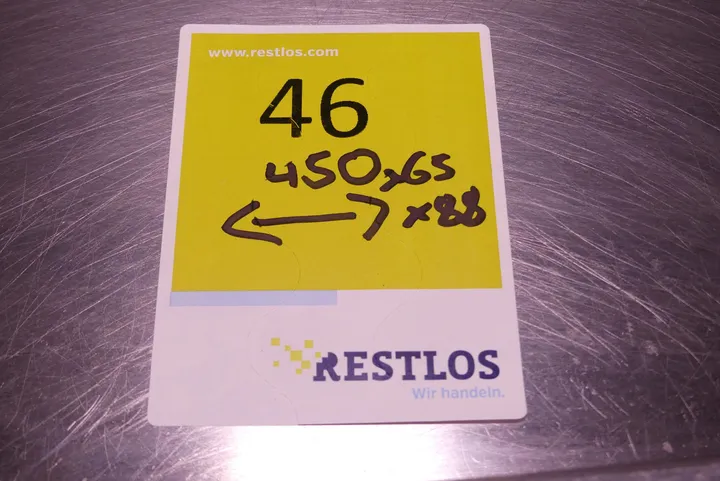 www.restlos.com
46
450x65
x88
RESTLOS
Wir handeln.